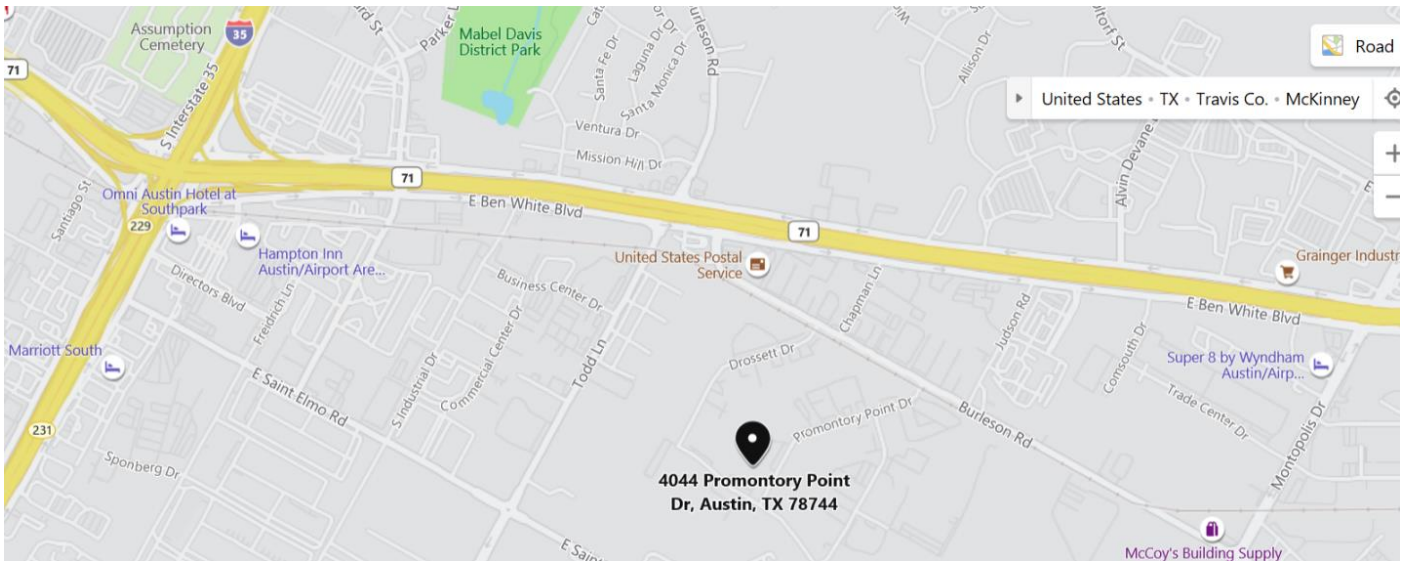 Assumption
Cemetery
35
71
S Interstate 35
Parker L
Mabel Davis
District Park
Santa Fe Dr
Laguna Dr
Santa Monica Dr
Burleson Rd
Ventura Dr
Mission Hill Dr
Allison Dr
Road
United States • TX • Travis Co. • McKinney
+
−
Alvin Devane
Santiago St
Omni Austin Hotel at
Southpark
229
71
E Ben White Blvd
Hampton Inn
Austin/Airport Are...
Directors Blvd
Freidrich Ln
Business Center Dr
United States Postal
Service
71
Chapman Ln
Judson Rd
Grainger Industr
E Ben White Blvd
Marriott South
E Saint Elmo Rd
S Industrial Dr
Commercial Center Dr
Todd Ln
Drossett Dr
Promontory Point Dr
Burleson Rd
Comsouth Dr
Super 8 by Wyndham
Austin/Airp...
Trade Center Dr
Montopolis Dr
231
Sponberg Dr
4044 Promontory Point
Dr, Austin, TX 78744
E Sain
McCoy's Building Supply